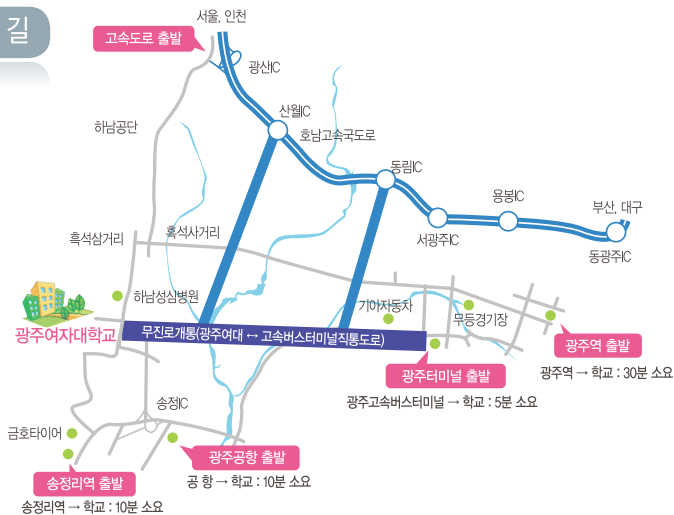 길
서울, 인천
고속도로 출발
광산IC
산월IC
하남공단
호남고속국도로
동림IC
용봉IC
부산, 대구
흑석삼거리
흑석사거리
서광주IC
동광주IC
하남성심병원
기아자동차
무등경기장
광주여자대학교
무진로개통(광주여대 ↔ 고속버스터미널직통도로)
광주역 출발
광주역 → 학교 : 30분 소요
광주터미널 출발
광주고속버스터미널 → 학교 : 5분 소요
송정IC
금호타이어
광주공항 출발
공 항 → 학교 : 10분 소요
송정리역 출발
송정리역 → 학교 : 10분 소요